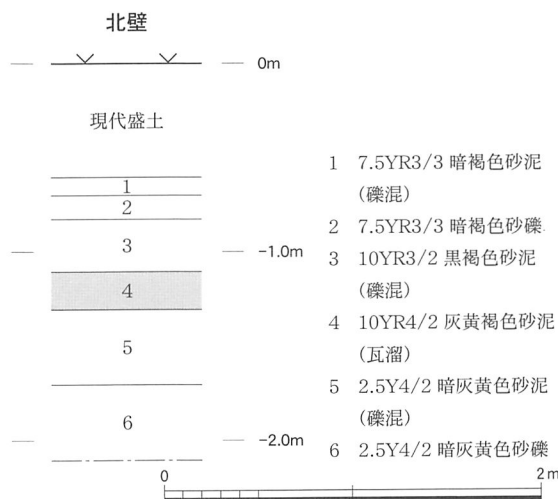 北壁
0m
現代盛土
1
2
3
-1.0m
4
5
6
-2.0m
1 7.5YR3/3 暗褐色砂泥
(礫混)
2 7.5YR3/3 暗褐色砂礫
3 10YR3/2 黒褐色砂泥
(礫混)
4 10YR4/2 灰黄褐色砂泥
(瓦溜)
5 2.5Y4/2 暗灰黄色砂泥
(礫混)
6 2.5Y4/2 暗灰黄色砂礫
0 2m